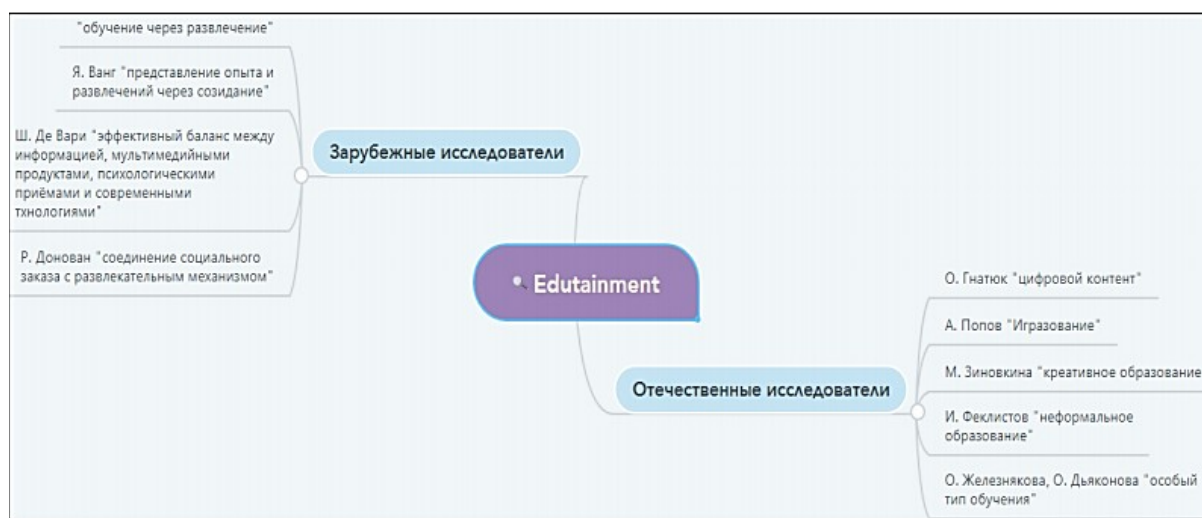 "обучение через развлечение"
Я. Ванг "представление опыта и
развлечений через созидание"
Ш. Де Вари "эффективный баланс между
информацией, мультимедийными
продуктами, психологическими
приёмами и современными
тхнологиями"
Р. Донован "соединение социального
заказа с развлекательным механизмом"
Зарубежные исследователи
Edutainment
Отечественные исследователи
О. Гнатюк "цифровой контент"
А. Попов "Игразование"
М. Зиновкина "креативное образование
И. Феклистов "неформальное
образование"
О. Железнякова, О. Дьяконова "особый
тип обучения"